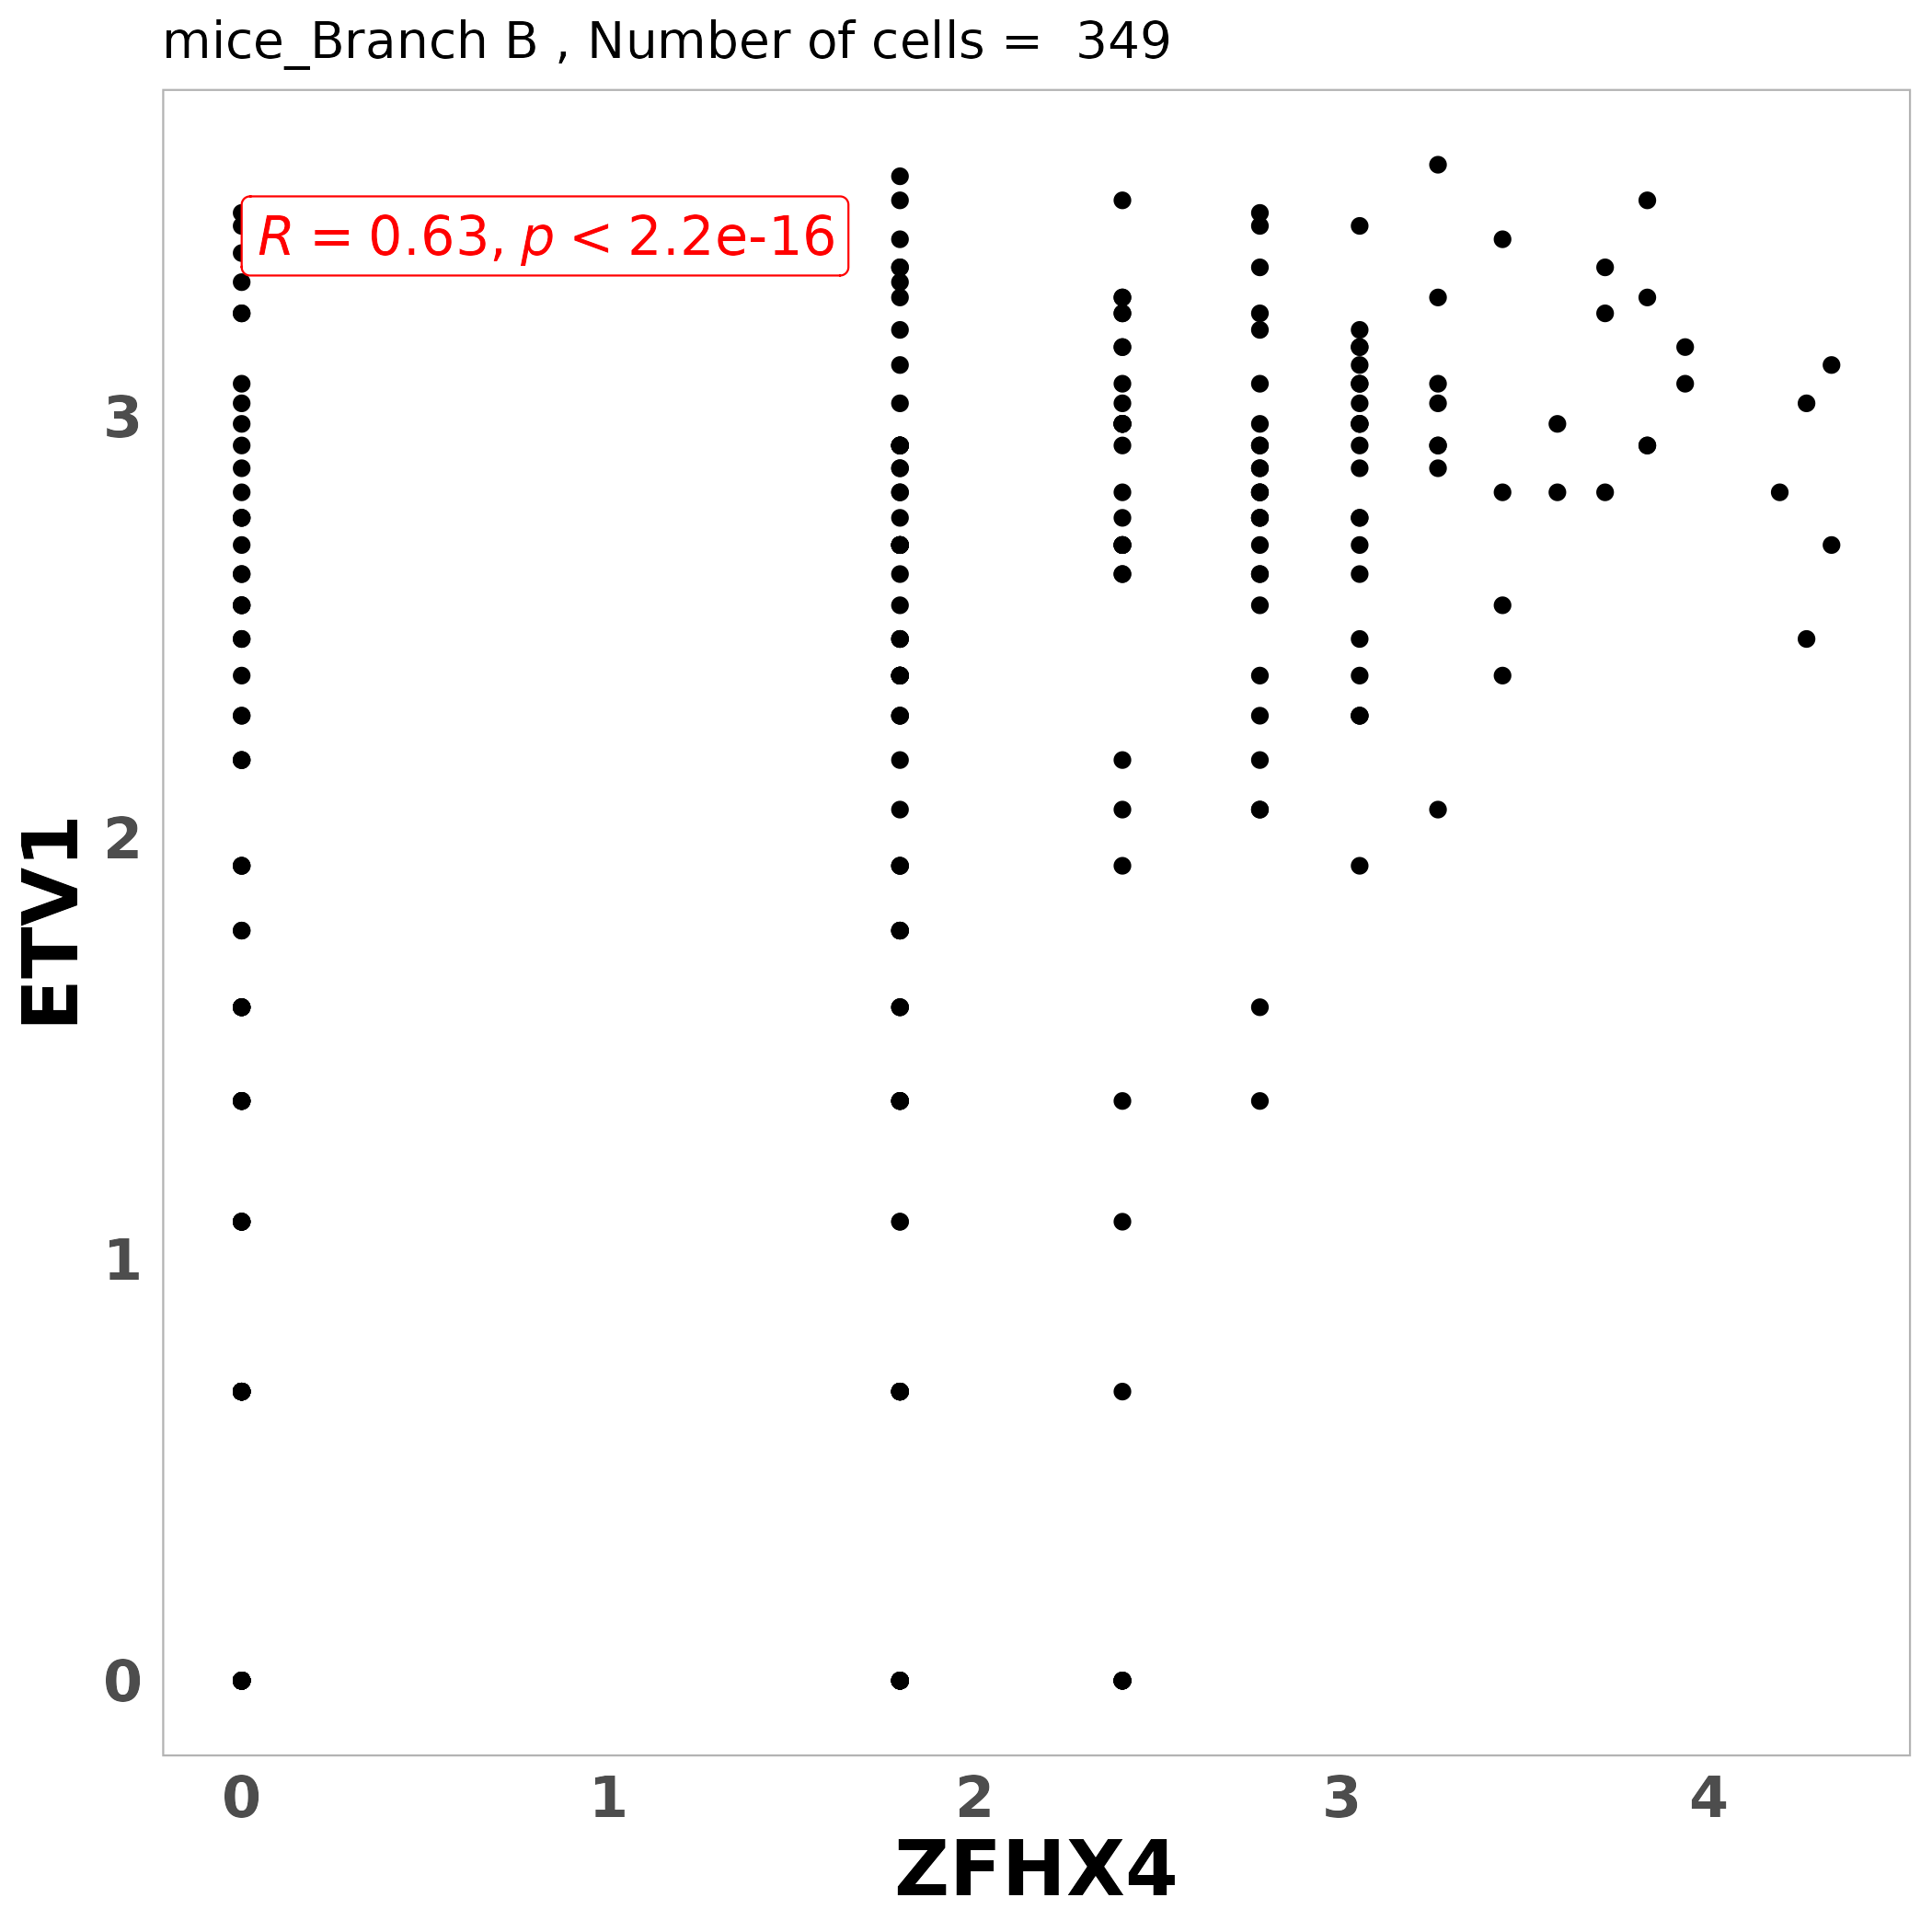 mice_Branch B , Number of cells =  349
R = 0.63, p < 2.2e-16
3
2
1
0
ETV1
0 1 2 3 4
ZFHX4